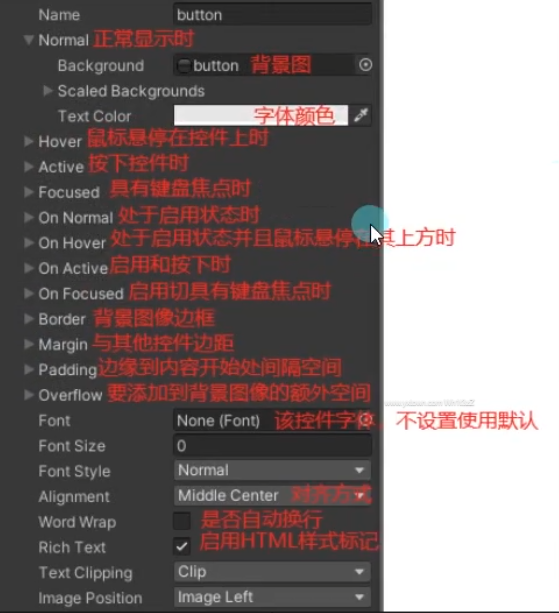 Name button
Normal 正常显示时
Background button 背景图
Scaled Backgrounds
Text Color 字体颜色
Hover 鼠标悬停在控件上时
Active 按下控件时
Focused 具有键盘焦点时
On Normal 处于启用状态时
On Hover 处于启用状态并且鼠标悬停在其上方时
On Active 启用和按下时
On Focused 启用切具有键盘焦点时
Border 背景图像边框
Margin 与其他控件边距
Padding 边缘到内容开始处间隔空间
Overflow 要添加到背景图像的额外空间
Font None (Font) 该控件字体，不设置使用默认
Font Size 0
Font Style Normal
Alignment Middle Center 对齐方式
Word Wrap 是否自动换行
Rich Text 启用HTML样式标记
Text Clipping Clip
Image Position Image Left